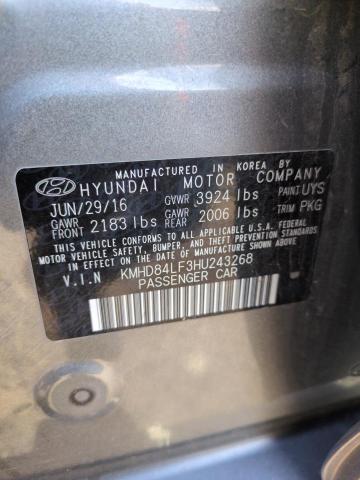 MANUFACTURED IN KOREA BY
HYUNDAI MOTOR COMPANY
JUN/29/16 GVWR 3924 lbs PAINT UYS
GAWR FRONT 2183 lbs GAWR REAR 2006 lbs TRIM PKG
THIS VEHICLE CONFORMS TO ALL APPLICABLE U.S.A. FEDERAL
MOTOR VEHICLE SAFETY, BUMPER, AND THEFT PREVENTION
STANDARDS IN EFFECT ON THE DATE OF MANUFACTURE SHOWN ABOVE.
V.I.N KMHD84LF3HU243268
PASSENGER CAR